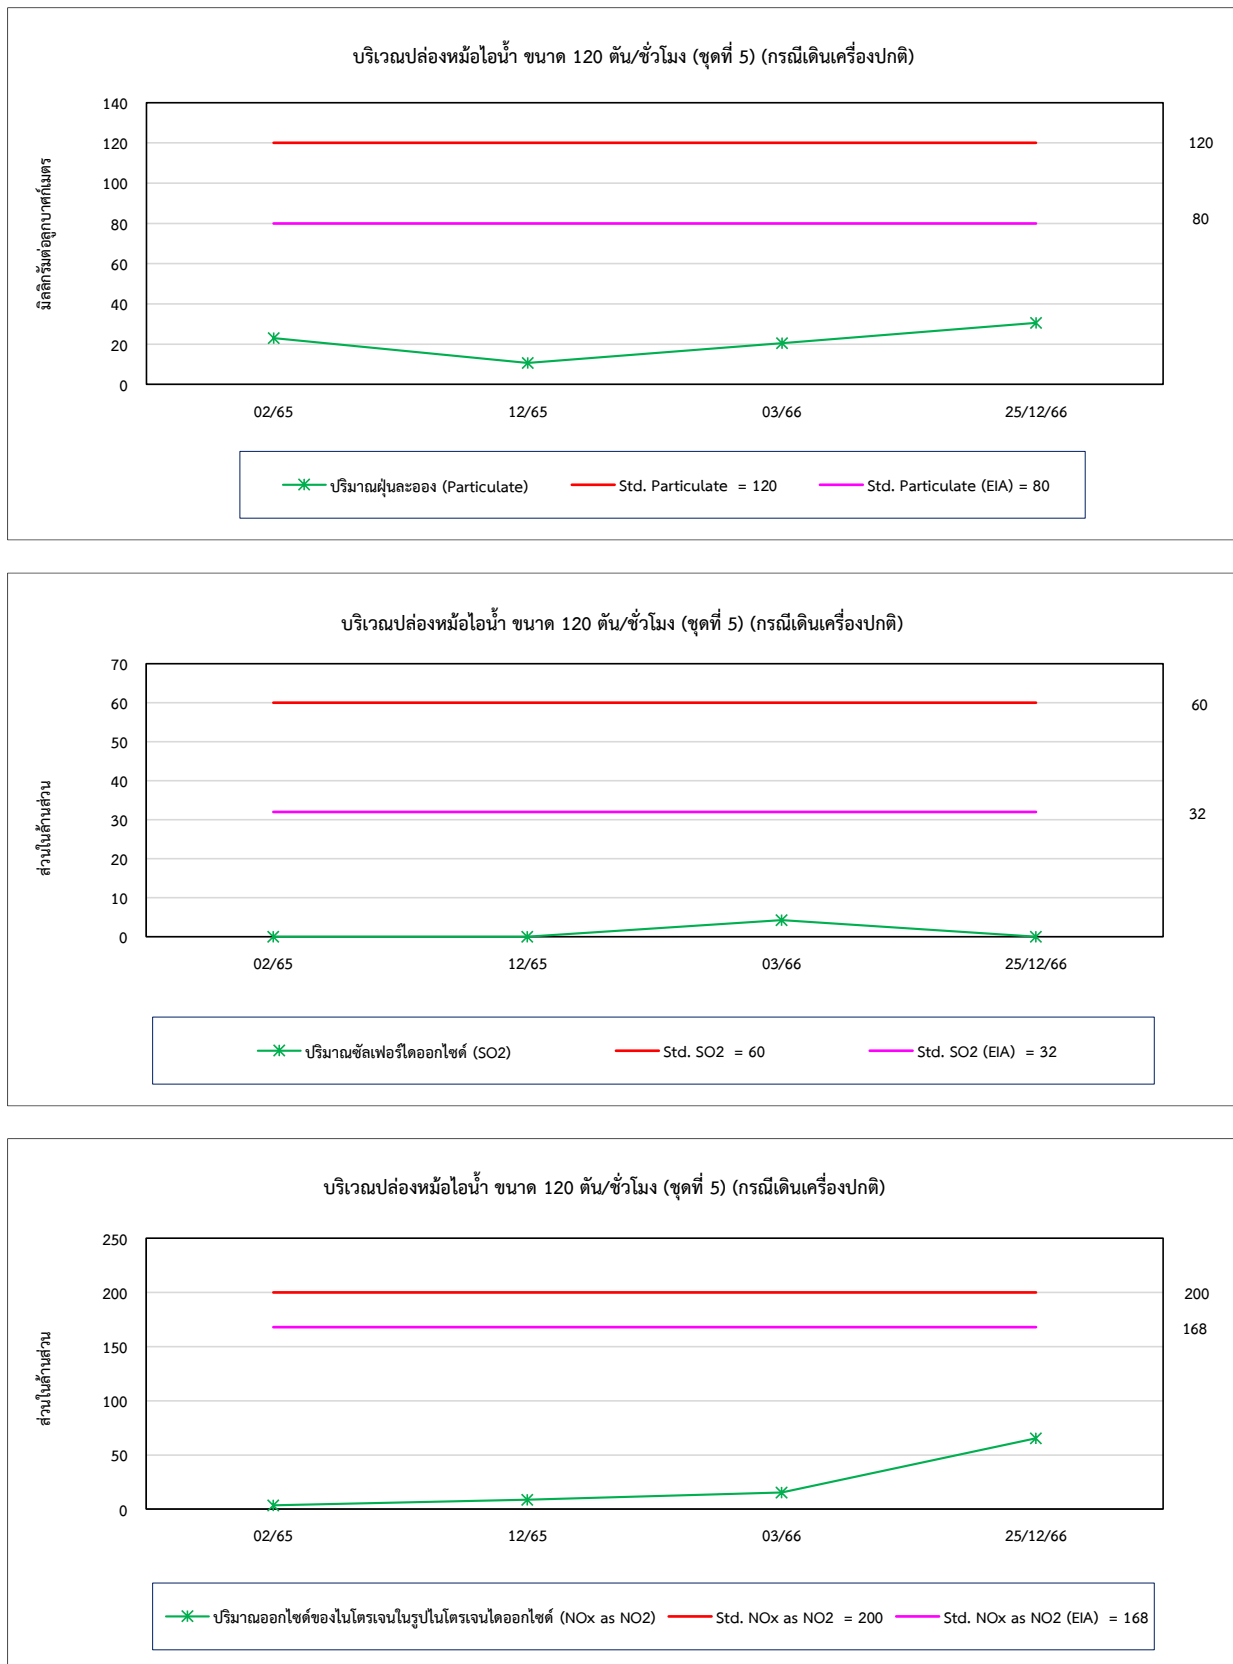 บริเวณปล่องหม้อไอน้ำ ขนาด 120 ตัน/ชั่วโมง (ชุดที่ 5) (กรณีเดินเครื่องปกติ)
มิลลิกรัมต่อลูกบาศก์เมตร
140
120
100
80
60
40
20
0
120
80
02/65 12/65 03/66 25/12/66
ปริมาณฝุ่นละออง (Particulate) Std. Particulate = 120 Std. Particulate (EIA) = 80
บริเวณปล่องหม้อไอน้ำ ขนาด 120 ตัน/ชั่วโมง (ชุดที่ 5) (กรณีเดินเครื่องปกติ)
ส่วนในล้านส่วน
70
60
50
40
30
20
10
0
60
32
02/65 12/65 03/66 25/12/66
ปริมาณซัลเฟอร์ไดออกไซด์ (SO2) Std. SO2 = 60 Std. SO2 (EIA) = 32
บริเวณปล่องหม้อไอน้ำ ขนาด 120 ตัน/ชั่วโมง (ชุดที่ 5) (กรณีเดินเครื่องปกติ)
ส่วนในล้านส่วน
250
200
150
100
50
0
200
168
02/65 12/65 03/66 25/12/66
ปริมาณออกไซด์ของไนโตรเจนในรูปไนโตรเจนไดออกไซด์ (NOx as NO2) Std. NOx as NO2 = 200 Std. NOx as NO2 (EIA) = 168